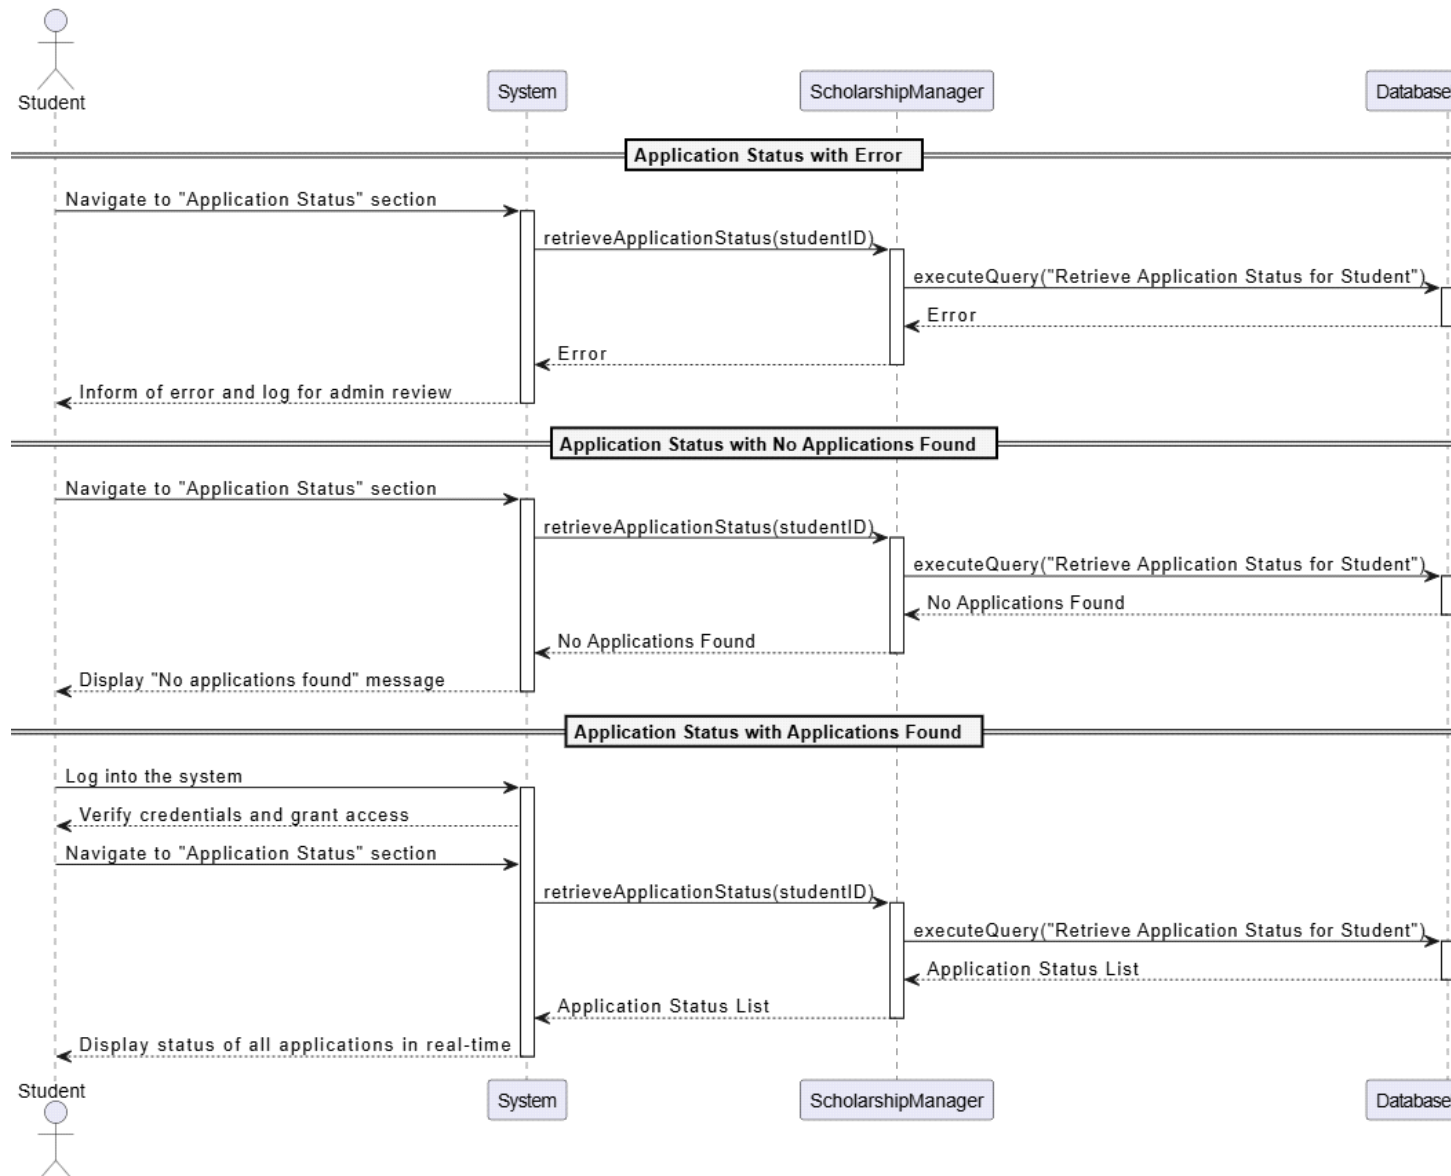 Student
System
ScholarshipManager
Database
Application Status with Error
Navigate to "Application Status" section
retrieveApplicationStatus(studentID)
executeQuery("Retrieve Application Status for Student")
Error
Error
Inform of error and log for admin review
Application Status with No Applications Found
Navigate to "Application Status" section
retrieveApplicationStatus(studentID)
executeQuery("Retrieve Application Status for Student")
No Applications Found
No Applications Found
Display "No applications found" message
Application Status with Applications Found
Log into the system
Verify credentials and grant access
Navigate to "Application Status" section
retrieveApplicationStatus(studentID)
executeQuery("Retrieve Application Status for Student")
Application Status List
Application Status List
Display status of all applications in real-time
Student
System
ScholarshipManager
Database